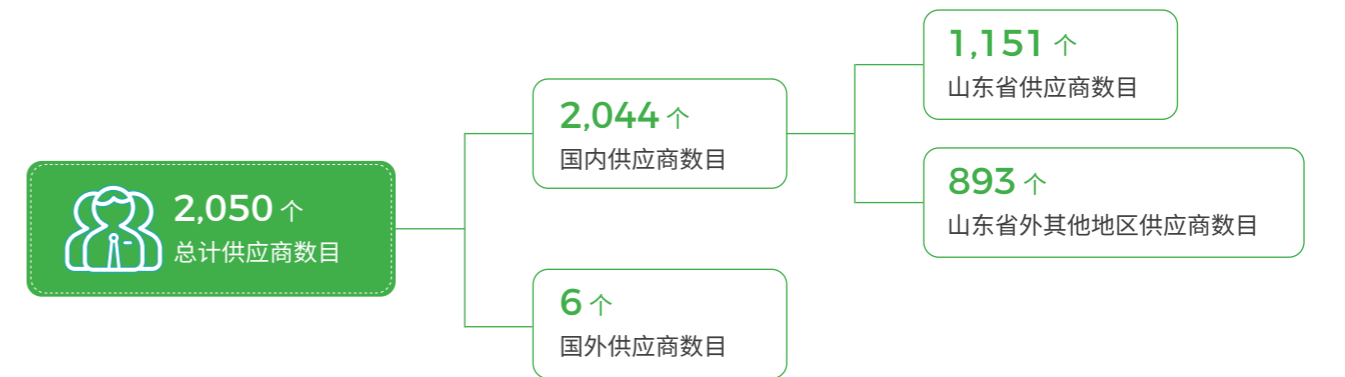 2,050 个
总计供应商数目
2,044 个
国内供应商数目
1,151 个
山东省供应商数目
893 个
山东省外其他地区供应商数目
6 个
国外供应商数目